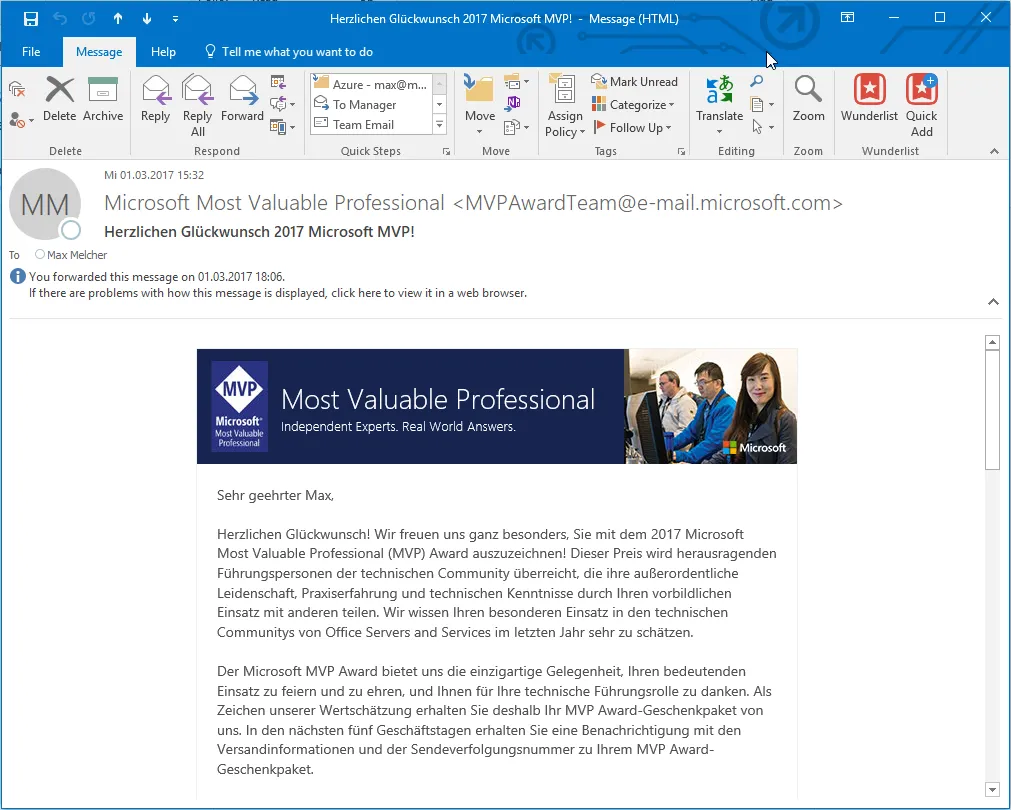 Herzlichen Glückwunsch 2017 Microsoft MVP! - Message (HTML)
File Message Help Tell me what you want to do
Delete Archive
Reply Reply All Forward
Azure - max@m...
To Manager
Team Email
Move
Assign Policy
Mark Unread
Categorize
Follow Up
Translate
Zoom
Wunderlist Quick Add
Delete Respond Quick Steps Move Tags Editing Zoom Wunderlist
MM
Mi 01.03.2017 15:32
Microsoft Most Valuable Professional <MVPAwardTeam@e-mail.microsoft.com>
Herzlichen Glückwunsch 2017 Microsoft MVP!
To Max Melcher
You forwarded this message on 01.03.2017 18:06.
If there are problems with how this message is displayed, click here to view it in a web browser.
MVP
Microsoft®
Most Valuable
Professional
Most Valuable Professional
Independent Experts. Real World Answers.
Microsoft
Sehr geehrter Max,
Herzlichen Glückwunsch! Wir freuen uns ganz besonders, Sie mit dem 2017 Microsoft
Most Valuable Professional (MVP) Award auszuzeichnen! Dieser Preis wird herausragenden
Führungspersonen der technischen Community überreicht, die ihre außerordentliche
Leidenschaft, Praxiserfahrung und technischen Kenntnisse durch Ihren vorbildlichen
Einsatz mit anderen teilen. Wir wissen Ihren besonderen Einsatz in den technischen
Communitys von Office Servers and Services im letzten Jahr sehr zu schätzen.
Der Microsoft MVP Award bietet uns die einzigartige Gelegenheit, Ihren bedeutenden
Einsatz zu feiern und zu ehren, und Ihnen für Ihre technische Führungsrolle zu danken. Als
Zeichen unserer Wertschätzung erhalten Sie deshalb Ihr MVP Award-Geschenkpaket von
uns. In den nächsten fünf Geschäftstagen erhalten Sie eine Benachrichtigung mit den
Versandinformationen und der Sendeverfolgungsnummer zu Ihrem MVP Award-
Geschenkpaket.